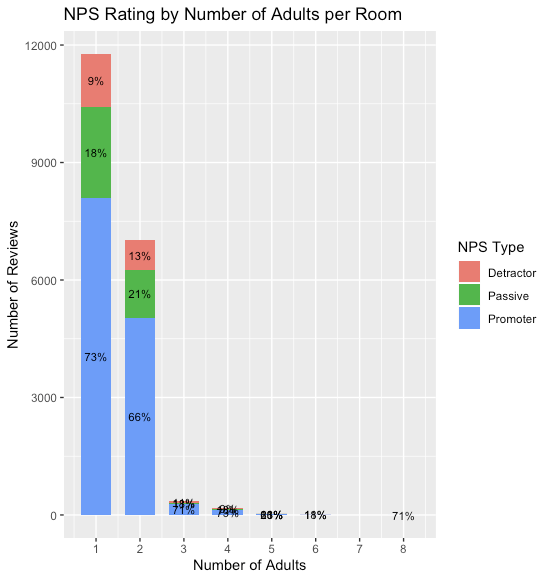 NPS Rating by Number of Adults per Room
12000
9000
6000
3000
0
Number of Reviews
9%
18%
73%
13%
21%
66%
71%
71%
1 2 3 4 5 6 7 8
Number of Adults
NPS Type
Detractor
Passive
Promoter